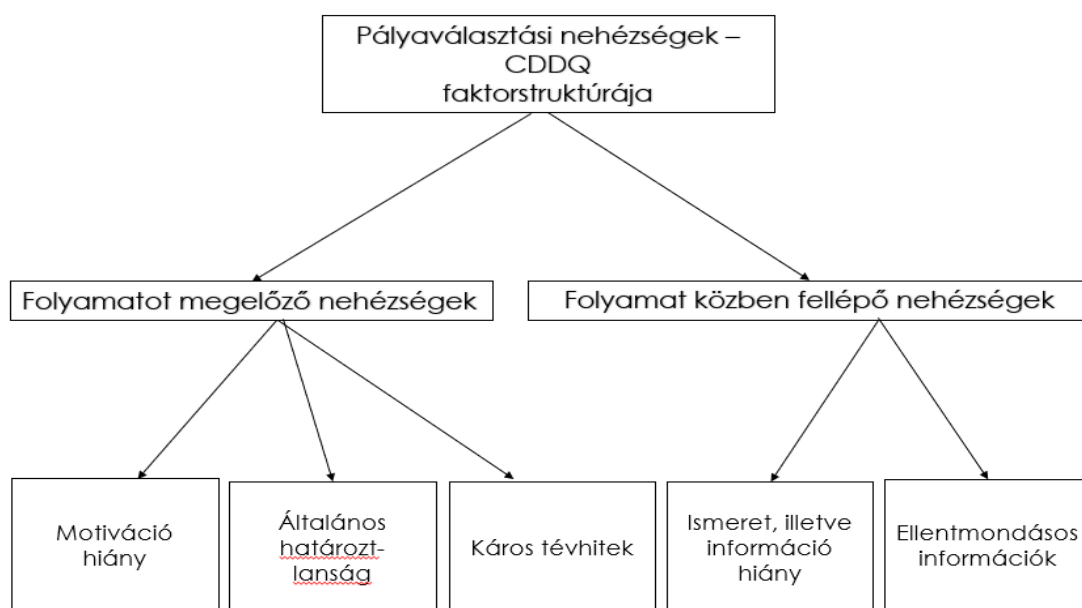 Pályaválasztási nehézségek –
CDDQ
faktorstruktúrája
Folyamatot megelőző nehézségek
Folyamat közben fellépő nehézségek
Motiváció
hiány
Általános
határozt-
lanság
Káros tévhitek
Ismeret, illetve
információ
hiány
Ellentmondásos
információk